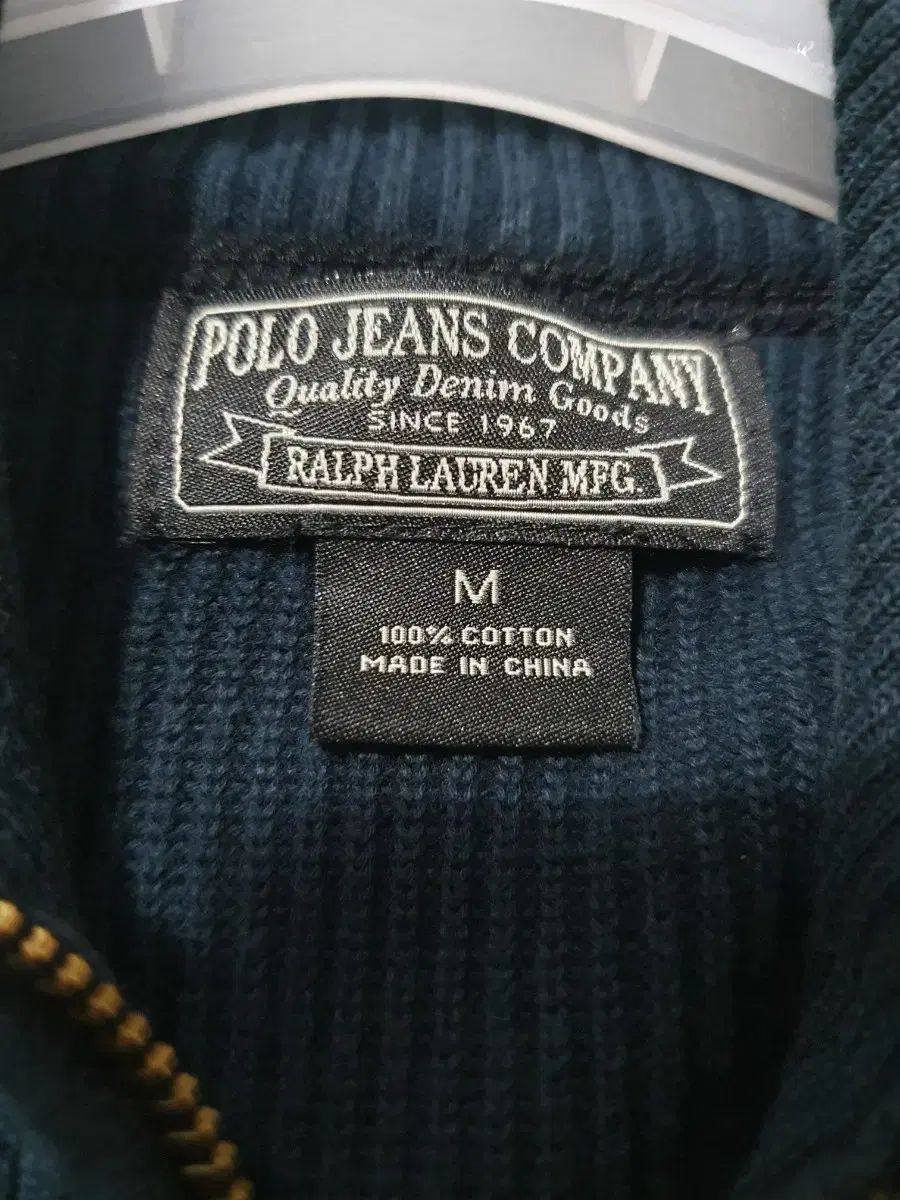 POLO JEANS COMPANY
Quality Denim Goods
SINCE 1967
RALPH LAUREN MFG.
M
100% COTTON
MADE IN CHINA